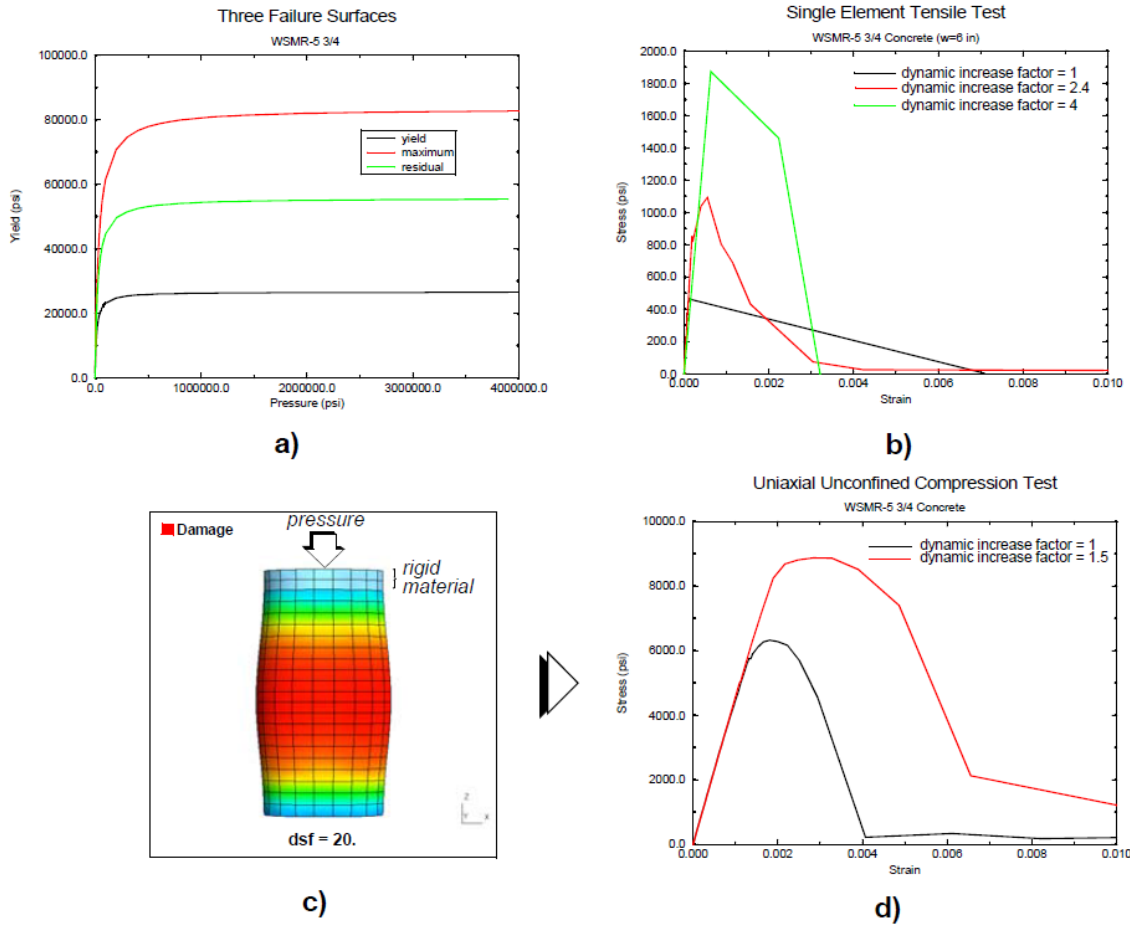 Three Failure Surfaces
WSMR-5 3/4
100000.0
80000.0
60000.0
40000.0
20000.0
0.0
Yield (psi)
yield
maximum
residual
0.0
1000000.0
2000000.0
3000000.0
4000000.0
Pressure (psi)
a)
Single Element Tensile Test
WSMR-5 3/4 Concrete (w=6 in)
2000.0
1800.0
1600.0
1400.0
1200.0
1000.0
800.0
600.0
400.0
200.0
0.0
Stress (psi)
dynamic increase factor = 1
dynamic increase factor = 2.4
dynamic increase factor = 4
0.000
0.002
0.004
0.006
0.008
0.010
Strain
b)
Damage
pressure
rigid
material
Z
Y
X
dsf = 20.
c)
Uniaxial Unconfined Compression Test
WSMR-5 3/4 Concrete
10000.0
8000.0
6000.0
4000.0
2000.0
0.0
Stress (psi)
dynamic increase factor = 1
dynamic increase factor = 1.5
0.000
0.002
0.004
0.006
0.008
0.010
Strain
d)